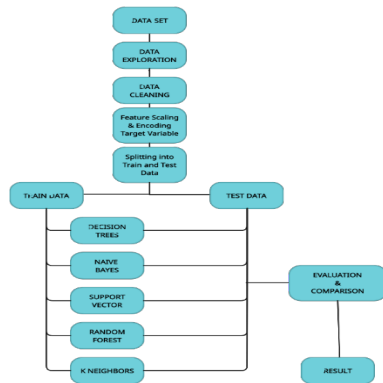 DATA SET
DATA
EXPLORATION
DATA
CLEANING
Feature Scaling
& Encoding
Target Variable
Splitting into
Train and Test
Data
TRAIN DATA
TEST DATA
DECISION
TREES
NAIVE
BAYES
SUPPORT
VECTOR
RANDOM
FOREST
K NEIGHBORS
EVALUATION
&
COMPARISON
RESULT